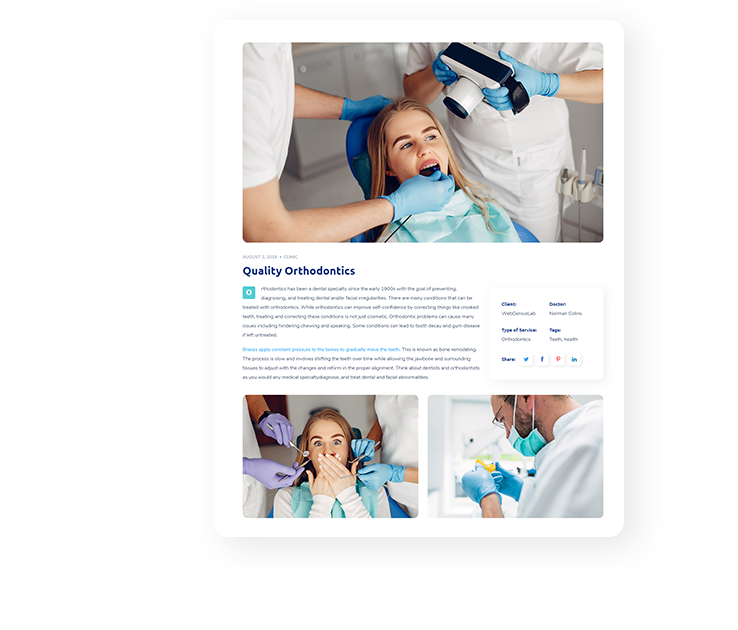 AUGUST 2, 2019 • CLINIC
Quality Orthodontics
O rthodontics has been a dental specialty since the early 1900s with the goal of preventing,
diagnosing, and treating dental and/or facial irregularities. There are many conditions that can be
treated with orthodontics. While orthodontics can improve self-confidence by correcting things like crooked
teeth, treating and correcting these conditions is not just cosmetic. Orthodontic problems can cause many
issues including hindering chewing and speaking. Some conditions can lead to tooth decay and gum disease
if left untreated.
Braces apply constant pressure to the bones to gradually move the teeth. This is known as bone remodeling.
The process is slow and involves shifting the teeth over time while allowing the jawbone and surrounding
tissues to adjust with the changes and reform in the proper alignment. Think about dentists and orthodontists
as you would any medical specialtydiagnose, and treat dental and facial abnormalities.
Client: Doctor:
WebGeniusLab Norman Colins
Type of Service: Tags:
Orthodontics Teeth, health
Share: